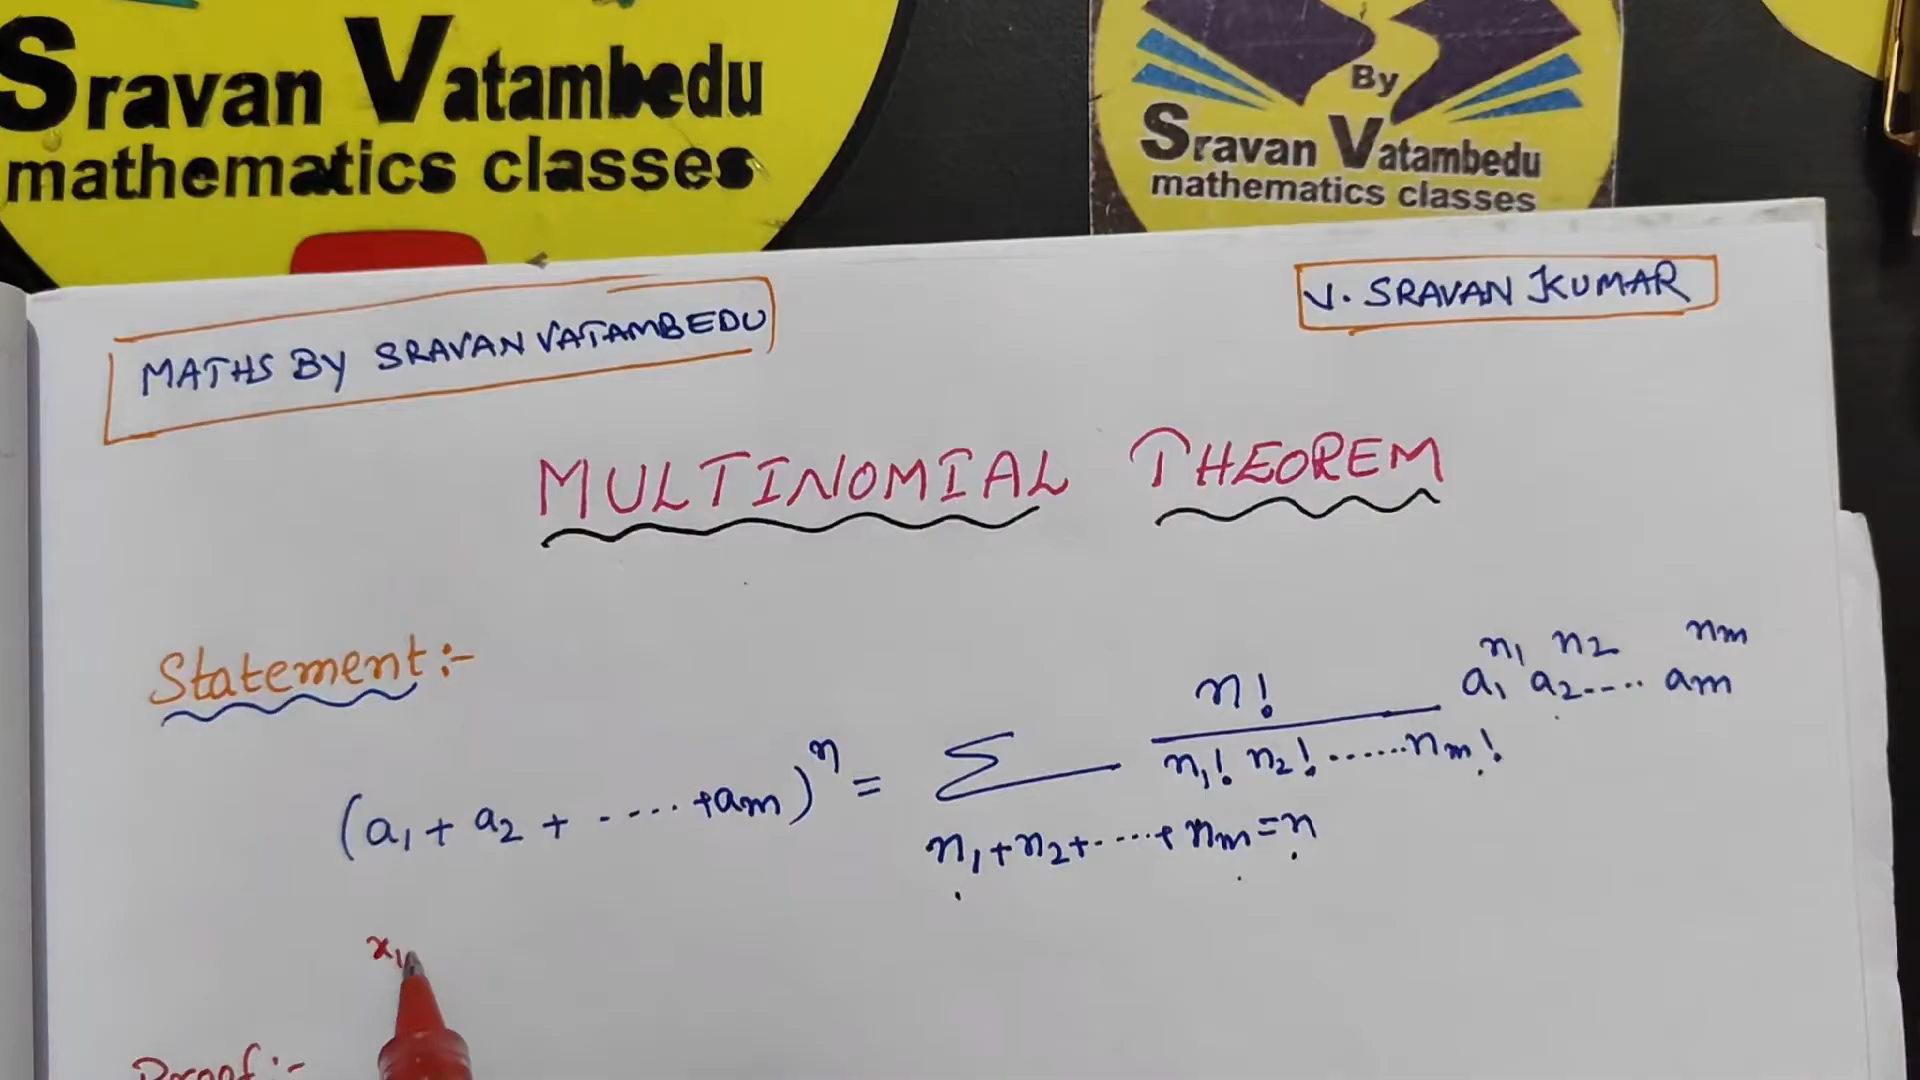 Sravan Vatambedu
mathematics classes
By
Sravan Vatambedu
mathematics classes
MATHS BY SRAVAN VATAMBEDU
V. SRAVAN KUMAR
MULTINOMIAL THEOREM
Statement:-
(a₁ + a₂ + ..... + aₘ)ⁿ = Σ n! / (n₁! n₂! ...... nₘ!) a₁^n₁ a₂^n₂ .... aₘ^nₘ
n₁ + n₂ + ..... + nₘ = n
x₁
Proof:-